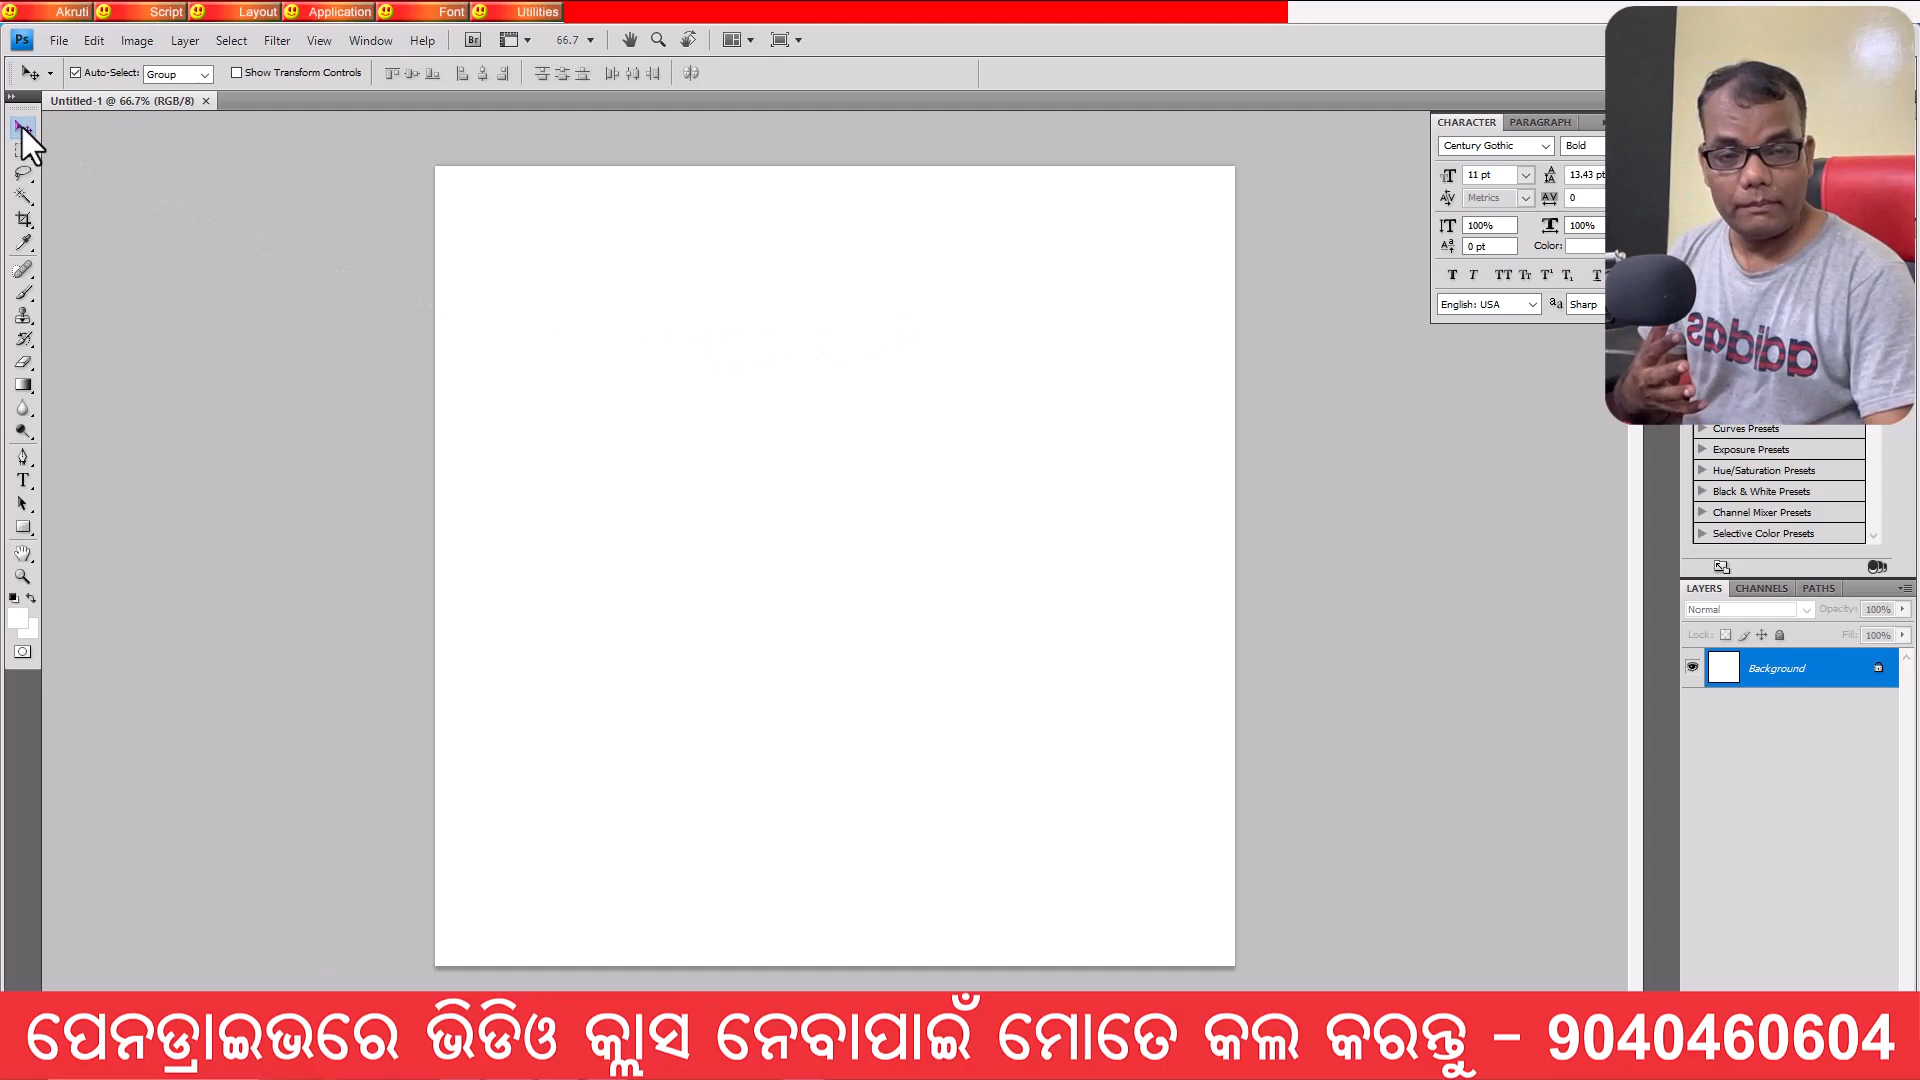 Akruti Script Layout Application Font Utilities
Ps File Edit Image Layer Select Filter View Window Help Br 66.7
Auto-Select: Group Show Transform Controls
Untitled-1 @ 66.7% (RGB/8) ×
CHARACTER PARAGRAPH
Century Gothic Bold
11 pt 13.43 pt
Metrics 0
100% 100%
0 pt Color:
English: USA aa Sharp
adidas
Curves Presets
Exposure Presets
Hue/Saturation Presets
Black & White Presets
Channel Mixer Presets
Selective Color Presets
LAYERS CHANNELS PATHS
Normal Opacity: 100%
Lock: Fill: 100%
Background
ପେନଡ୍ରାଇଭରେ ଭିଡିଓ କ୍ଲାସ ନେବାପାଇଁ ମୋତେ କଲ କରନ୍ତୁ - 9040460604